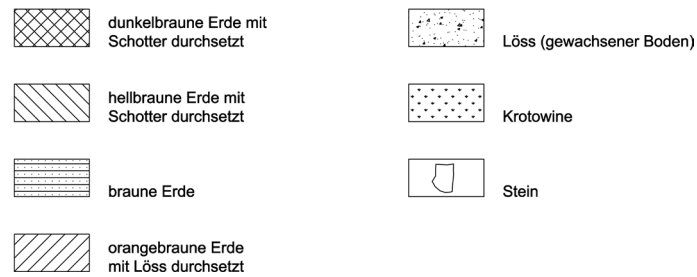 dunkelbraune Erde mit
Schotter durchsetzt
hellbraune Erde mit
Schotter durchsetzt
braune Erde
orangebraune Erde
mit Löss durchsetzt
Löss (gewachsener Boden)
Krotowine
Stein